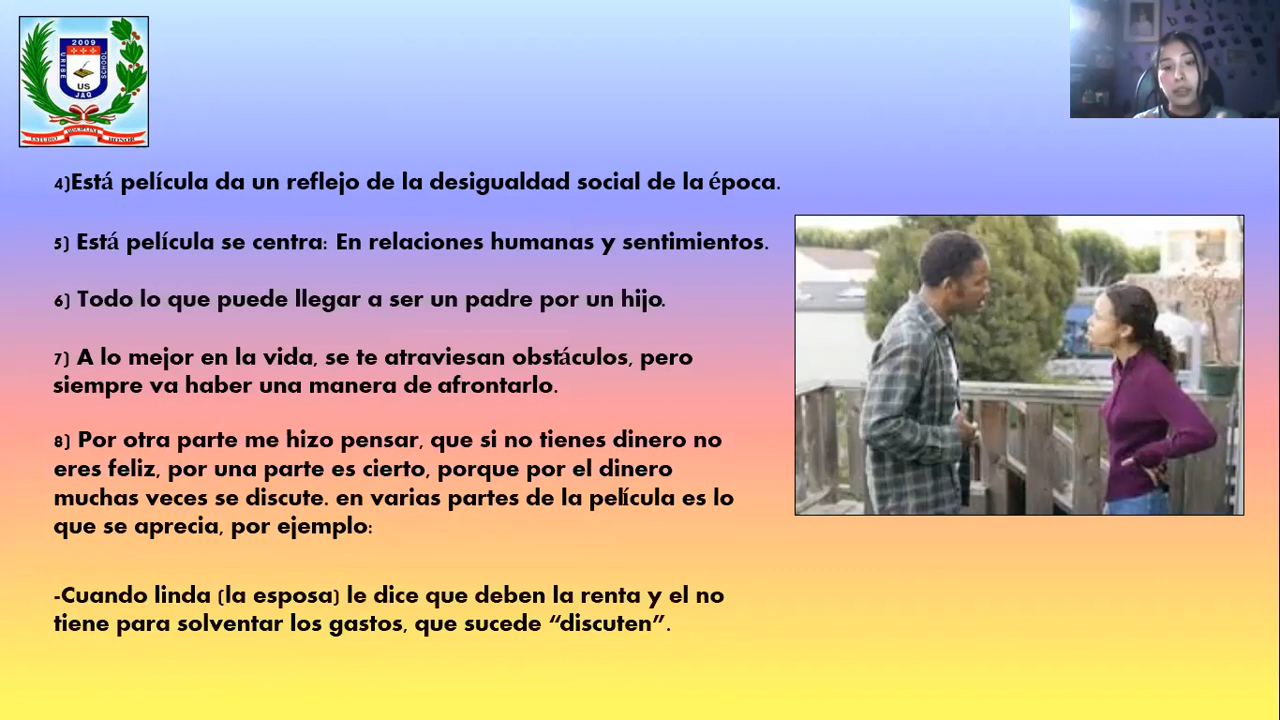 2009
URIBE
SCHOOL
US
JAQ
ESTUDIO DISCIPLINA HONOR
4)Está película da un reflejo de la desigualdad social de la época.
5) Está película se centra: En relaciones humanas y sentimientos.
6) Todo lo que puede llegar a ser un padre por un hijo.
7) A lo mejor en la vida, se te atraviesan obstáculos, pero
siempre va haber una manera de afrontarlo.
8) Por otra parte me hizo pensar, que si no tienes dinero no
eres feliz, por una parte es cierto, porque por el dinero
muchas veces se discute. en varias partes de la película es lo
que se aprecia, por ejemplo:
-Cuando linda (la esposa) le dice que deben la renta y el no
tiene para solventar los gastos, que sucede “discuten”.